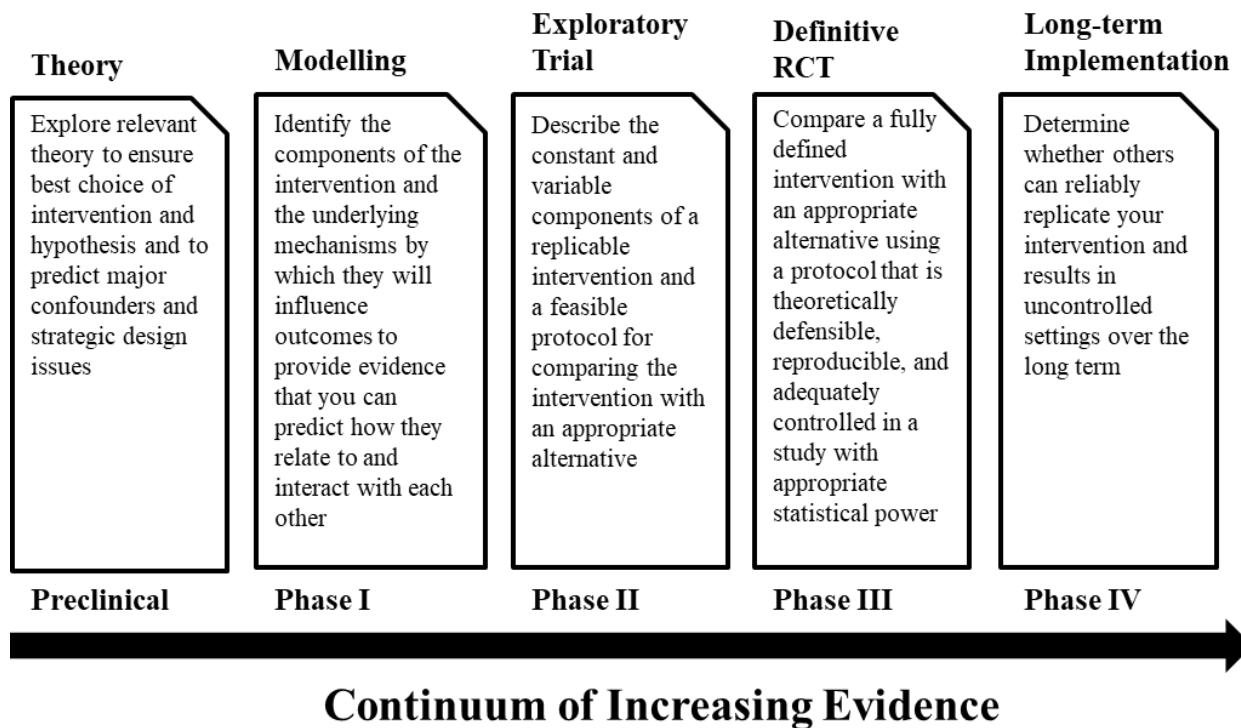 Theory
Explore relevant
theory to ensure
best choice of
intervention and
hypothesis and to
predict major
confounders and
strategic design
issues
Preclinical
Modelling
Identify the
components of the
intervention and
the underlying
mechanisms by
which they will
influence
outcomes to
provide evidence
that you can
predict how they
relate to and
interact with each
other
Phase I
Exploratory
Trial
Describe the
constant and
variable
components of a
replicable
intervention and
a feasible
protocol for
comparing the
intervention with
an appropriate
alternative
Phase II
Definitive
RCT
Compare a fully
defined
intervention with
an appropriate
alternative using
a protocol that is
theoretically
defensible,
reproducible, and
adequately
controlled in a
study with
appropriate
statistical power
Phase III
Long-term
Implementation
Determine
whether others
can reliably
replicate your
intervention and
results in
uncontrolled
settings over the
long term
Phase IV
Continuum of Increasing Evidence